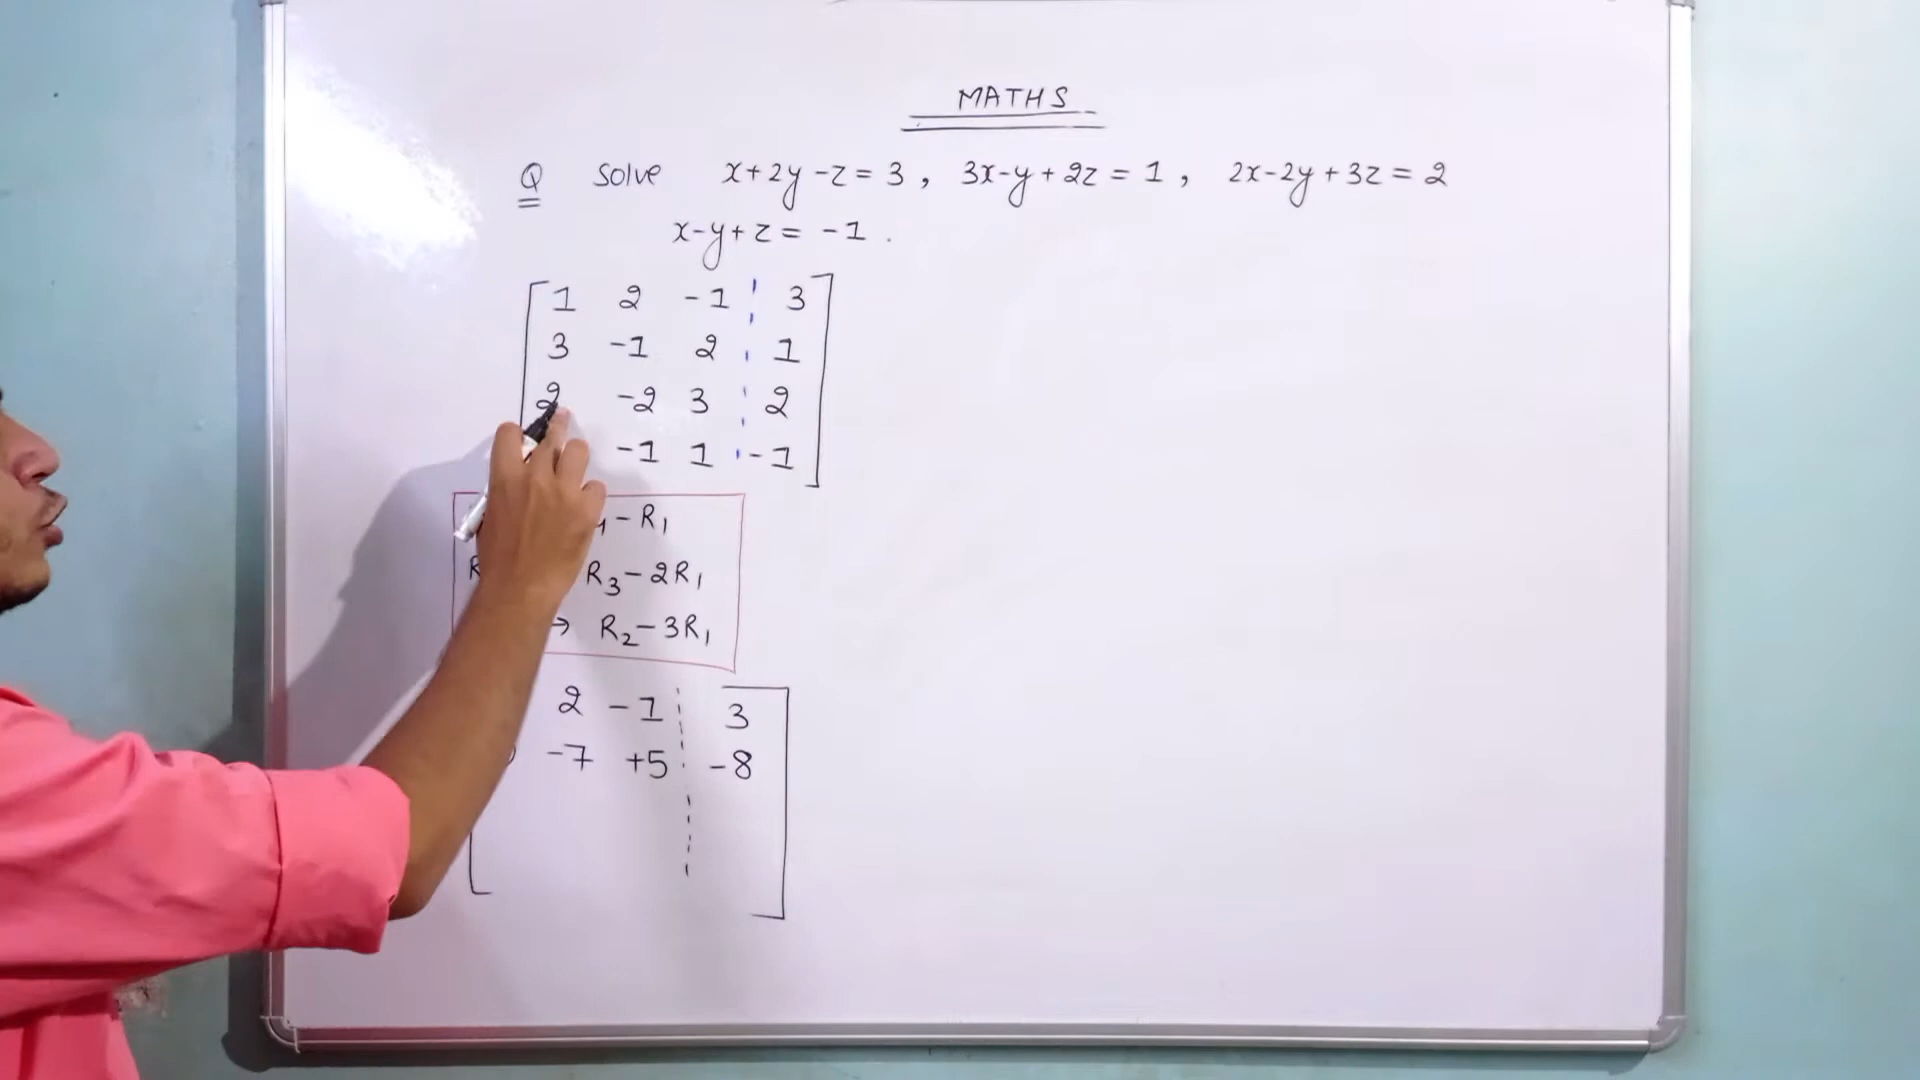 MATHS
Q Solve x+2y-z=3, 3x-y+2z=1, 2x-2y+3z=2
x-y+z=-1.
1 2 -1 3
3 -1 2 1
2 -2 3 2
-1 1 -1
-R1
R R3-2R1
→ R2-3R1
2 -1 3
-7 +5 -8